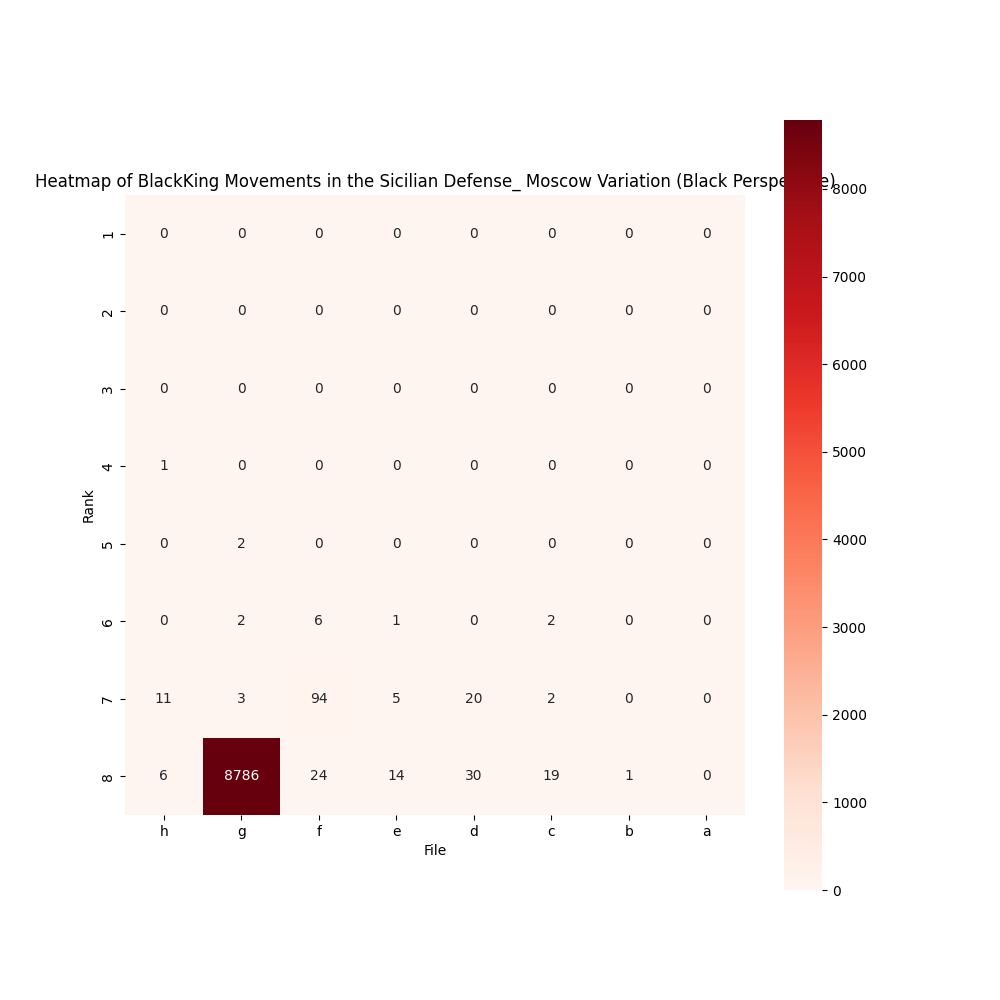 Heatmap of BlackKing Movements in the Sicilian Defense_ Moscow Variation (Black Perspe e)
8000
1 0 0 0 0 0 0 0 0
7000
2 0 0 0 0 0 0 0 0
6000
3 0 0 0 0 0 0 0 0
5000
4 1 0 0 0 0 0 0 0
Rank
5 0 2 0 0 0 0 0 0
4000
6 0 2 6 1 0 2 0 0
3000
7 11 3 94 5 20 2 0 0
2000
8 6 8786 24 14 30 19 1 0
1000
h g f e d c b a
File
0